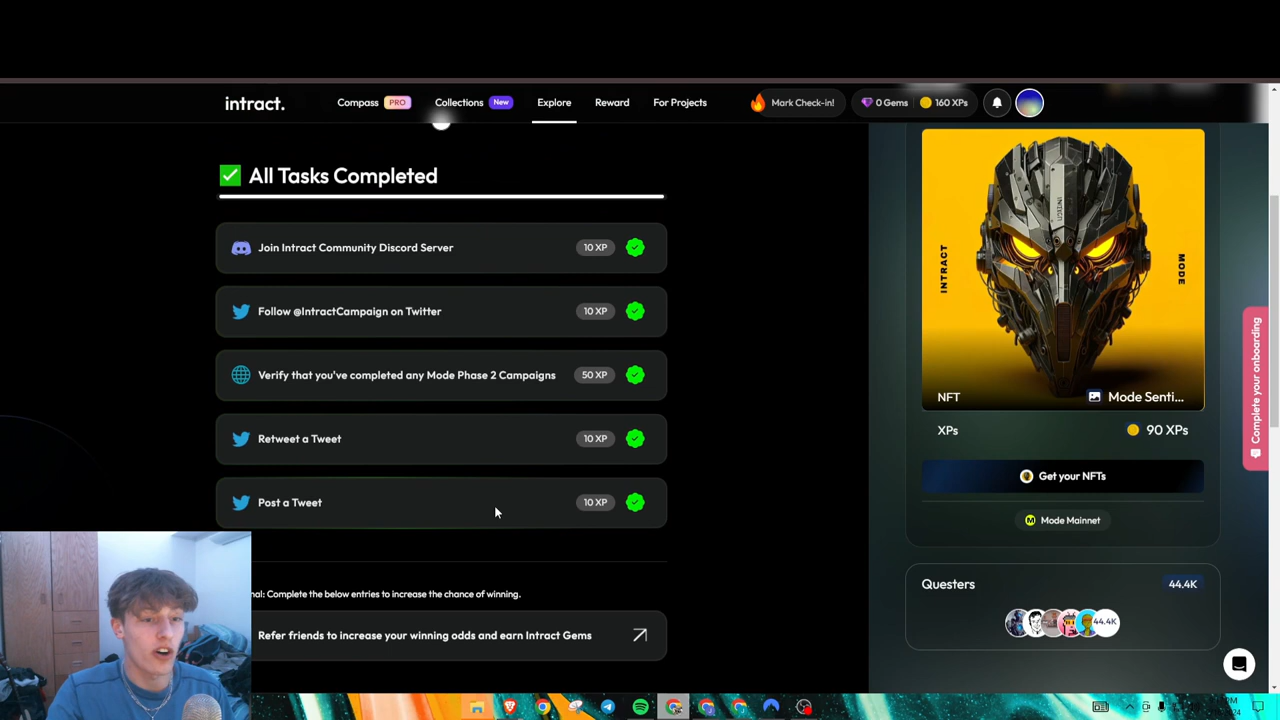 intract.
Compass PRO
Collections New
Explore
Reward
For Projects
Mark Check-in!
0 Gems
160 XPs
All Tasks Completed
Join Intract Community Discord Server 10 XP
Follow @IntractCampaign on Twitter 10 XP
Verify that you've completed any Mode Phase 2 Campaigns 50 XP
Retweet a Tweet 10 XP
Post a Tweet 10 XP
nal: Complete the below entries to increase the chance of winning.
Refer friends to increase your winning odds and earn Intract Gems
INTRACT
MODE
INTRACT
NFT
Mode Senti...
XPs
90 XPs
Get your NFTs
M Mode Mainnet
Questers 44.4K
44.4K
Complete your onboarding